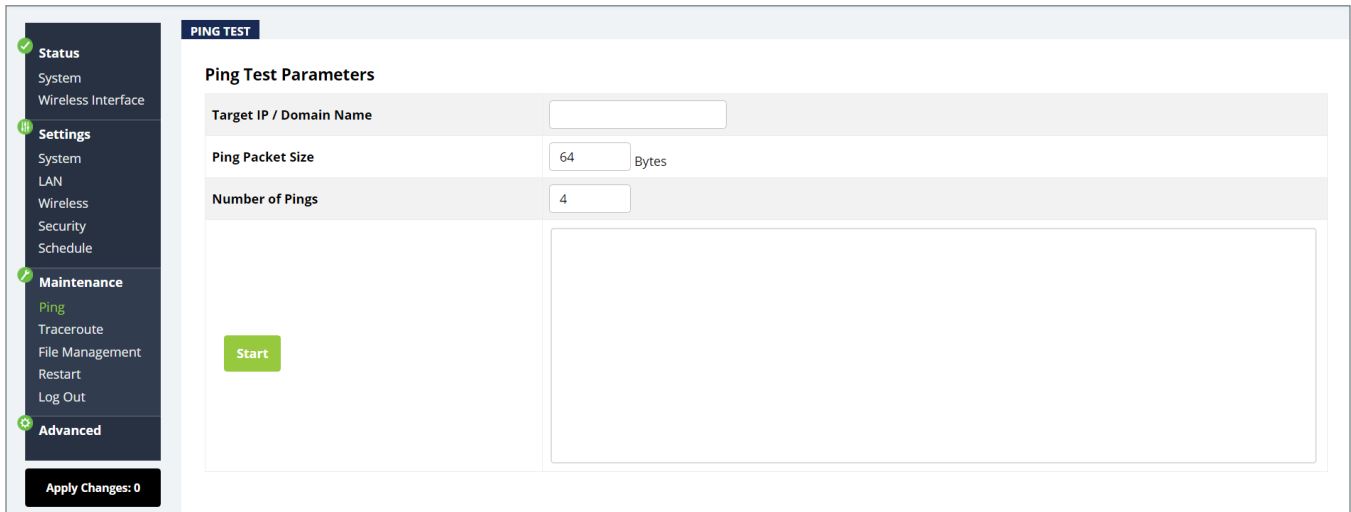 Status
System
Wireless Interface
Settings
System
LAN
Wireless
Security
Schedule
Maintenance
Ping
Traceroute
File Management
Restart
Log Out
Advanced
Apply Changes: 0
PING TEST
Ping Test Parameters
Target IP / Domain Name
Ping Packet Size 64 Bytes
Number of Pings 4
Start